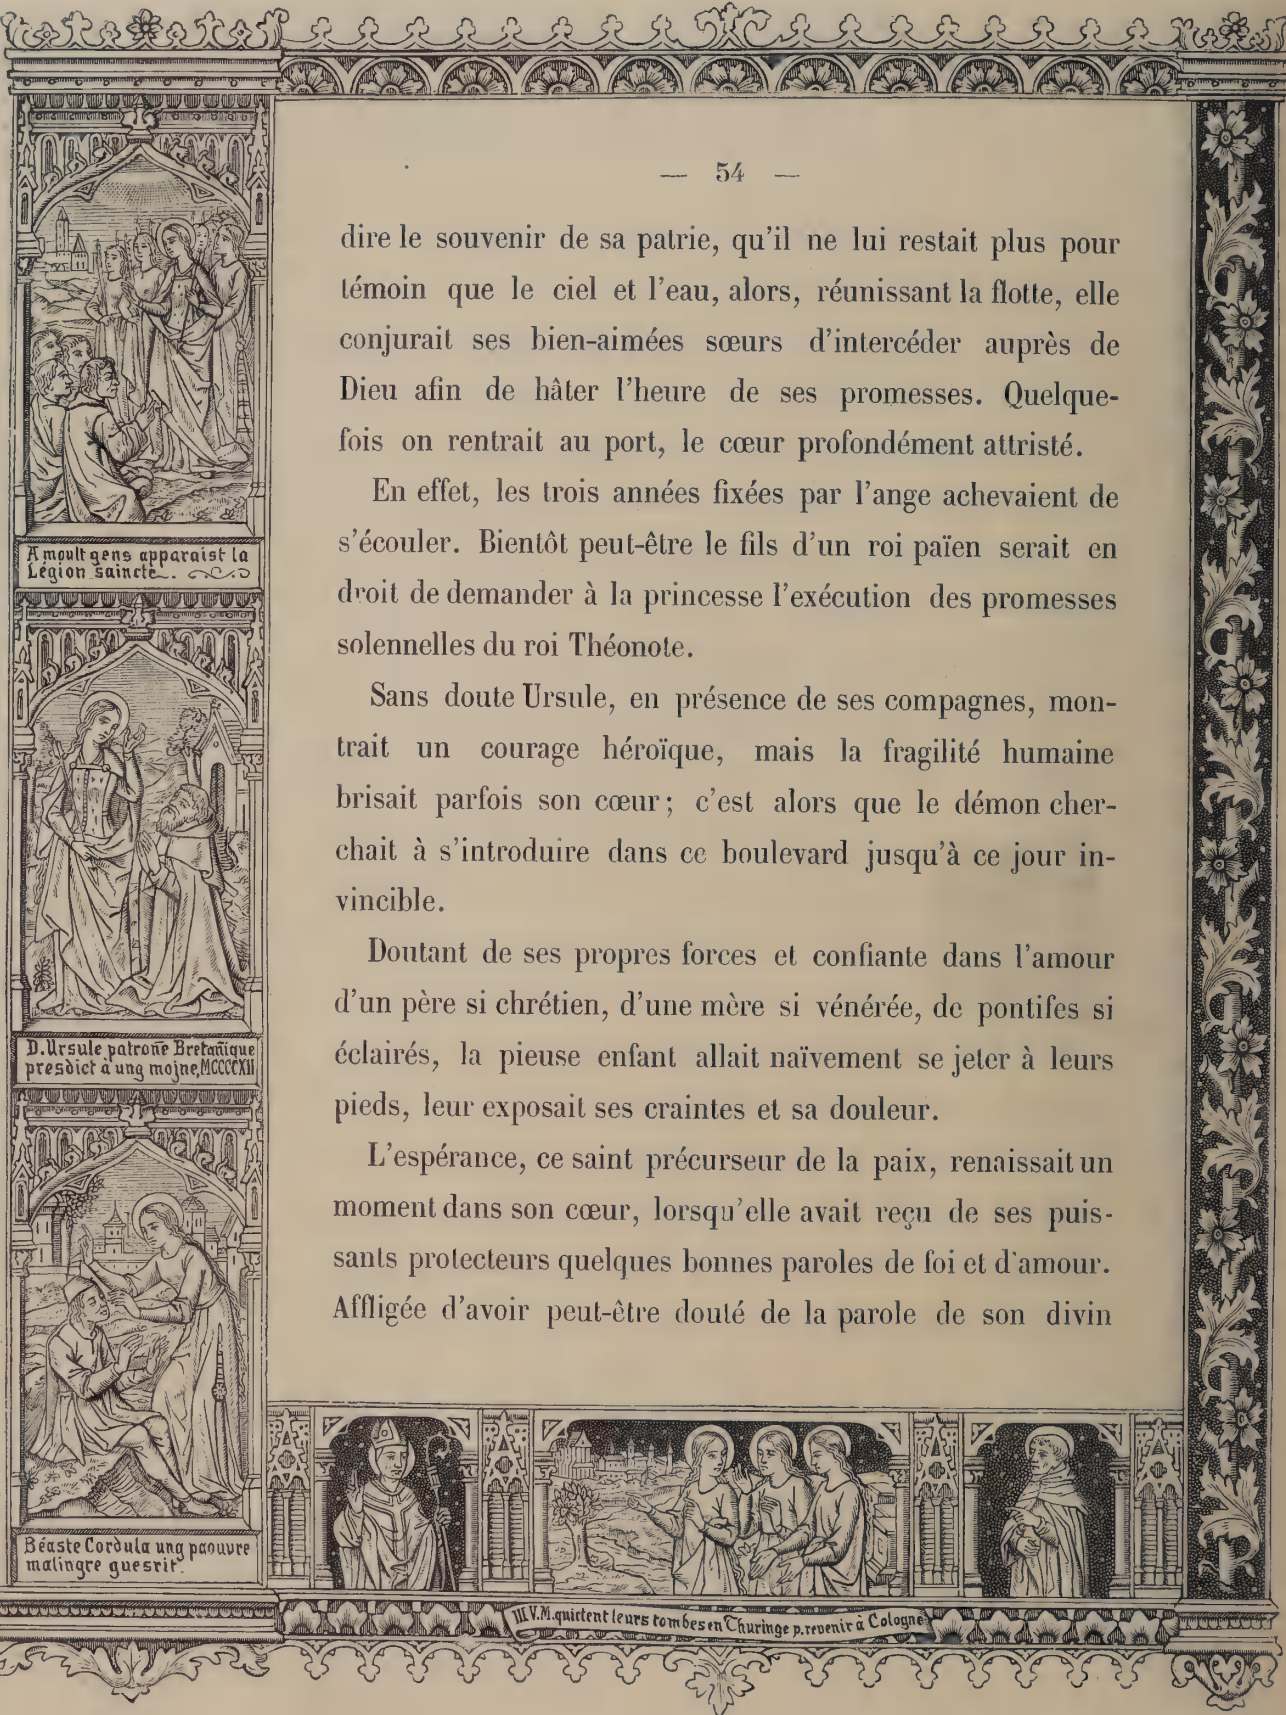 — 54 —
dire le souvenir de sa patrie, qu'il ne lui restait plus pour
témoin que le ciel et l'eau, alors, réunissant la flotte, elle
conjurait ses bien-aimées sœurs d'intercéder auprès de
Dieu afin de hâter l'heure de ses promesses. Quelque-
fois on rentrait au port, le cœur profondément attristé.
En effet, les trois années fixées par l'ange achevaient de
s'écouler. Bientôt peut-être le fils d'un roi païen serait en
droit de demander à la princesse l'exécution des promesses
solennelles du roi Théonote.
Sans doute Ursule, en présence de ses compagnes, mon-
trait un courage héroïque, mais la fragilité humaine
brisait parfois son cœur; c'est alors que le démon cher-
chait à s'introduire dans ce boulevard jusqu'à ce jour in-
vincible.
Doutant de ses propres forces et confiante dans l'amour
d'un père si chrétien, d'une mère si vénérée, de pontifes si
éclairés, la pieuse enfant allait naïvement se jeter à leurs
pieds, leur exposait ses craintes et sa douleur.
L'espérance, ce saint précurseur de la paix, renaissait un
moment dans son cœur, lorsqu'elle avait reçu de ses puis-
sants protecteurs quelques bonnes paroles de foi et d'amour.
Affligée d'avoir peut-être douté de la parole de son divin
A moult gens apparaist la
Légion saincte.
D. Ursule patrone Bretanique
presdict a ung mojne, MCCCCXII
Béaste Cordula ung paouvre
malingre guesrit.
III.V.M. quictent leurs tombes en Thuringe p. revenir à Cologne